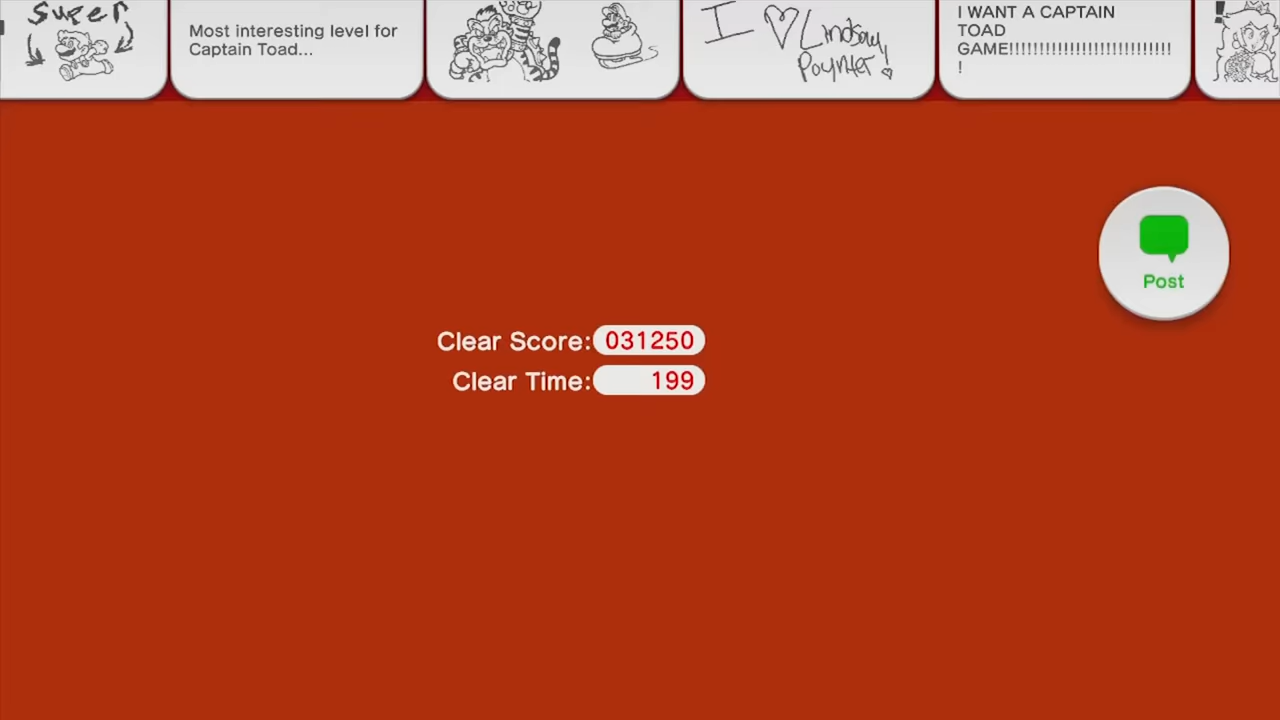 Super
Most interesting level for
Captain Toad...
I ♡ Lindsay
Poynter!
I WANT A CAPTAIN
TOAD
GAME!!!!!!!!!!!!!!!!!!!!!!!!!!!
!
!
Post
Clear Score: 031250
Clear Time: 199